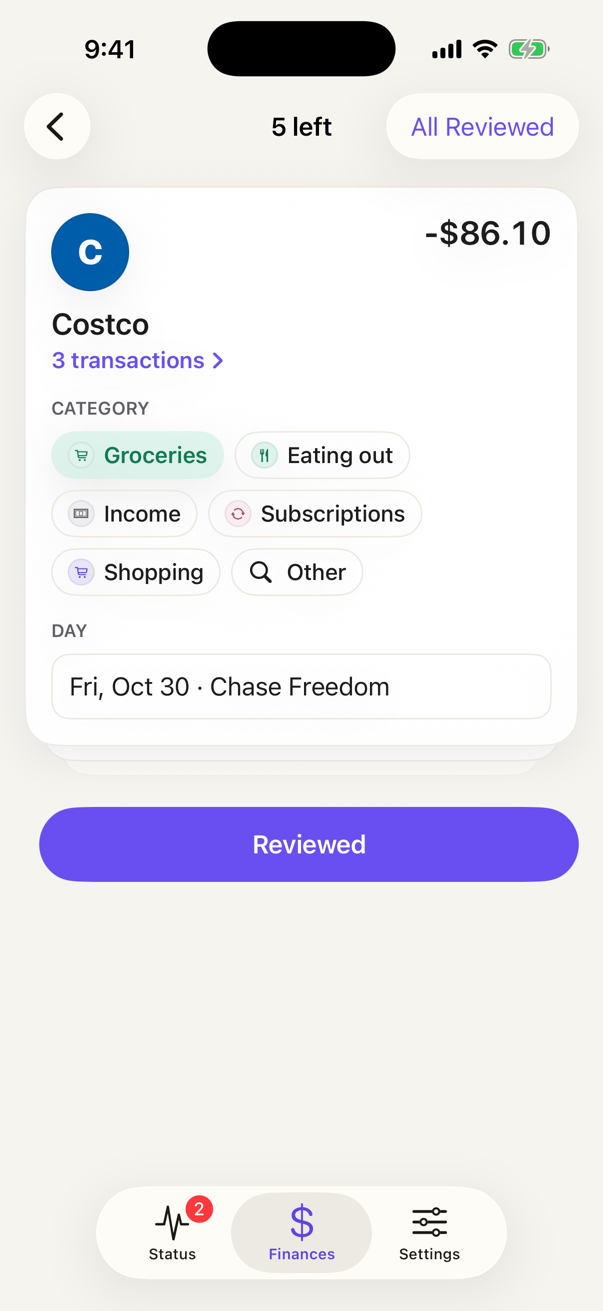 9:41
5 left
All Reviewed
C
-$86.10
Costco
3 transactions
CATEGORY
Groceries
Eating out
Income
Subscriptions
Shopping
Other
DAY
Fri, Oct 30 · Chase Freedom
Reviewed
2
Status
$
Finances
Settings